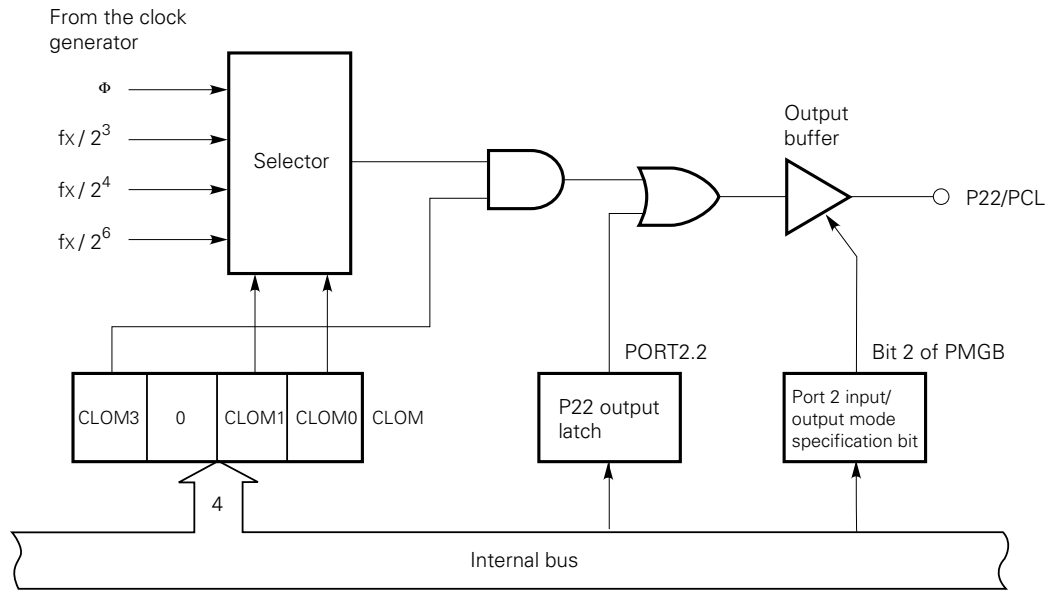 From the clock
generator
Φ
fx / 2³
fx / 2⁴
fx / 2⁶
Selector
Output
buffer
P22/PCL
PORT2.2
Bit 2 of PMGB
CLOM3
0
CLOM1
CLOM0
CLOM
P22 output
latch
Port 2 input/
output mode
specification bit
4
Internal bus